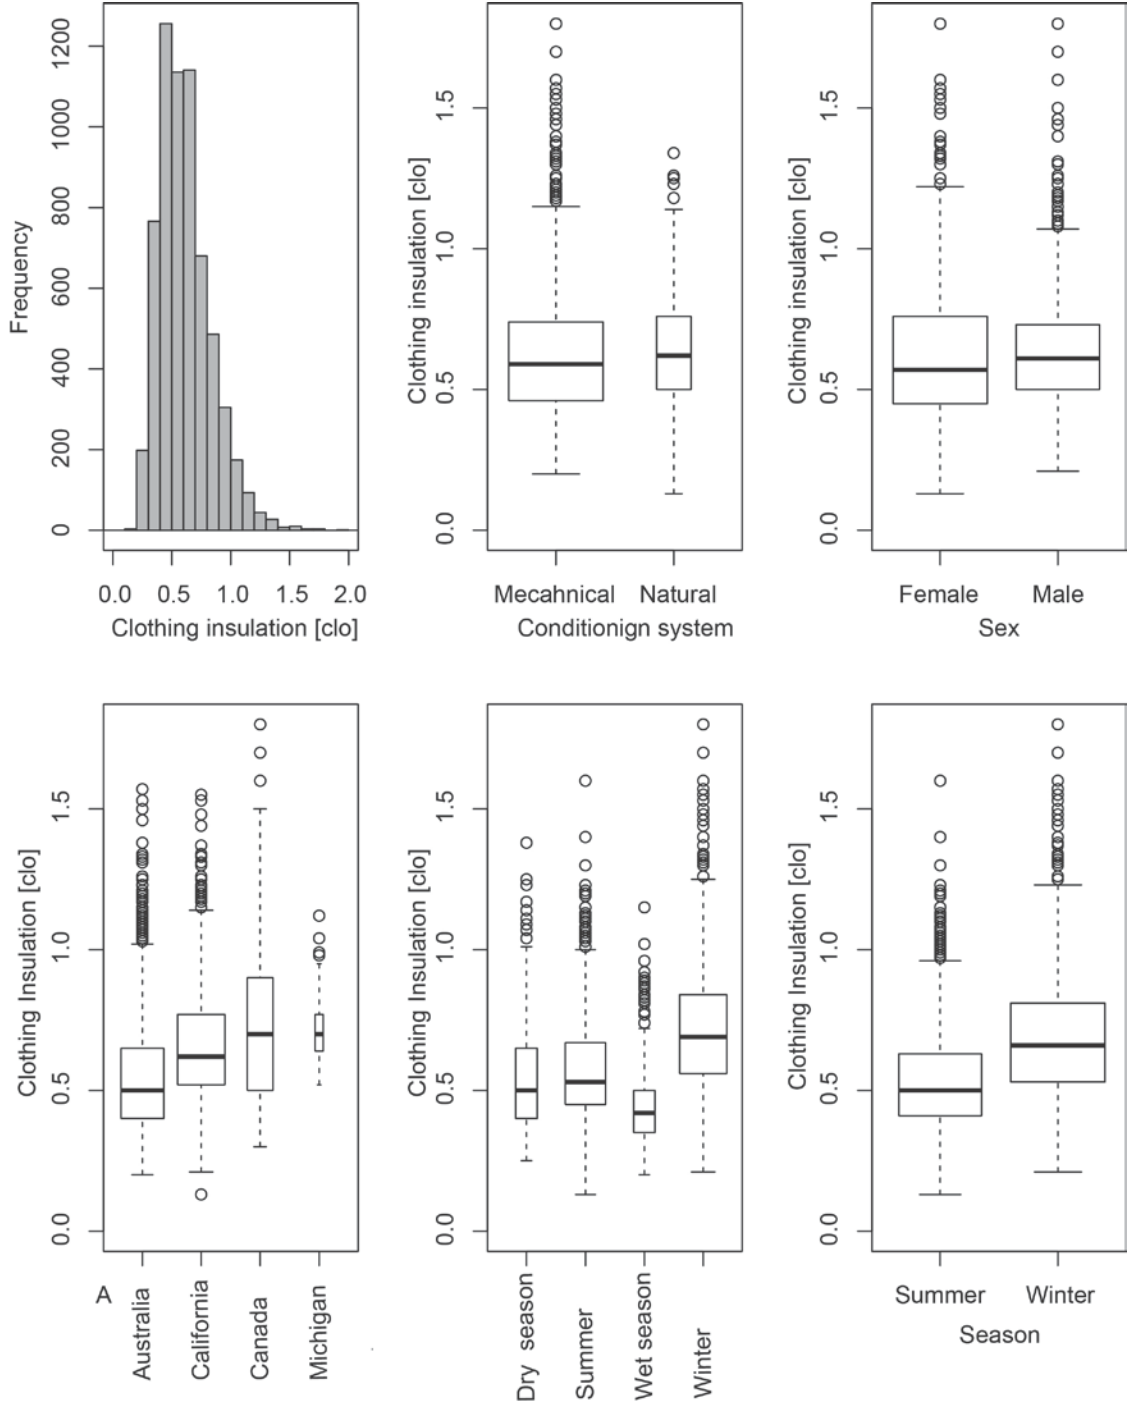 Frequency
0
200
400
600
800
1000
1200
0.0 0.5 1.0 1.5 2.0
Clothing insulation [clo]
Clothing insulation [clo]
0.0
0.5
1.0
1.5
Mecahnical Natural
Conditionign system
Clothing insulation [clo]
0.0
0.5
1.0
1.5
Female Male
Sex
Clothing Insulation [clo]
0.0
0.5
1.0
1.5
A
Australia
California
Canada
Michigan
Clothing Insulation [clo]
0.0
0.5
1.0
1.5
Dry season
Summer
Wet season
Winter
Clothing Insulation [clo]
0.0
0.5
1.0
1.5
Summer Winter
Season